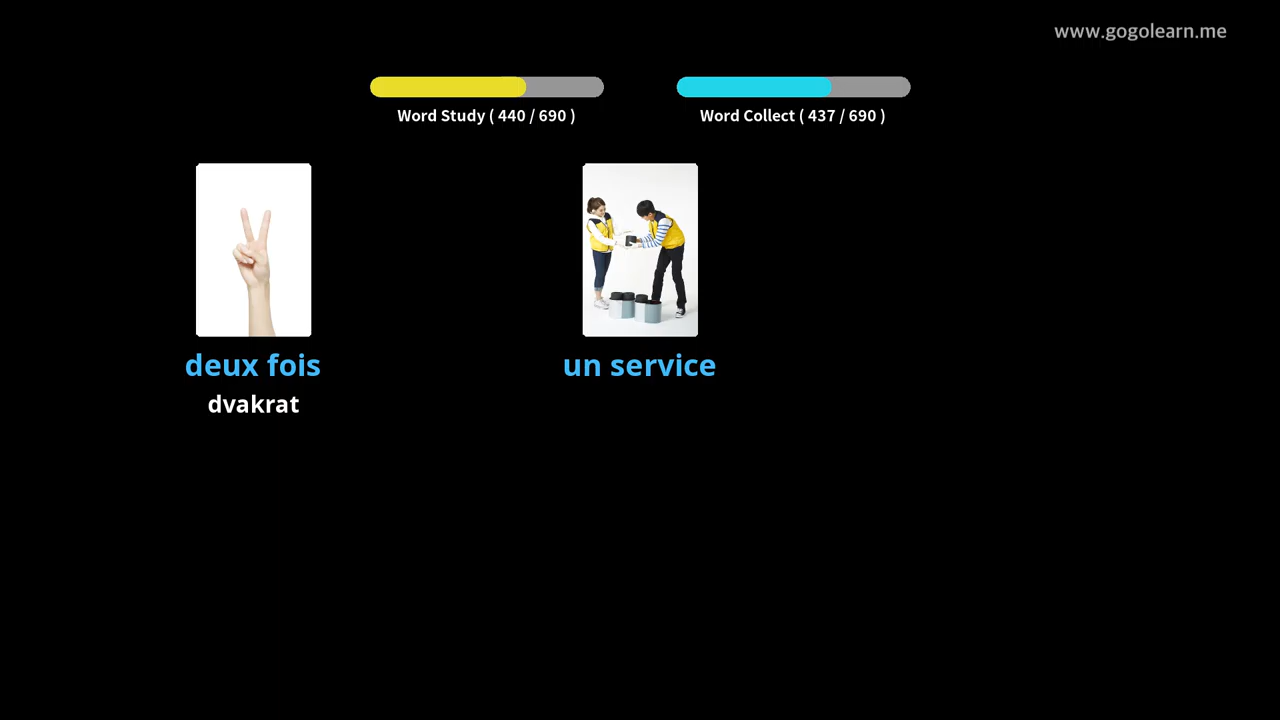 www.gogolearn.me
Word Study ( 440 / 690 )
Word Collect ( 437 / 690 )
deux fois
dvakrat
un service